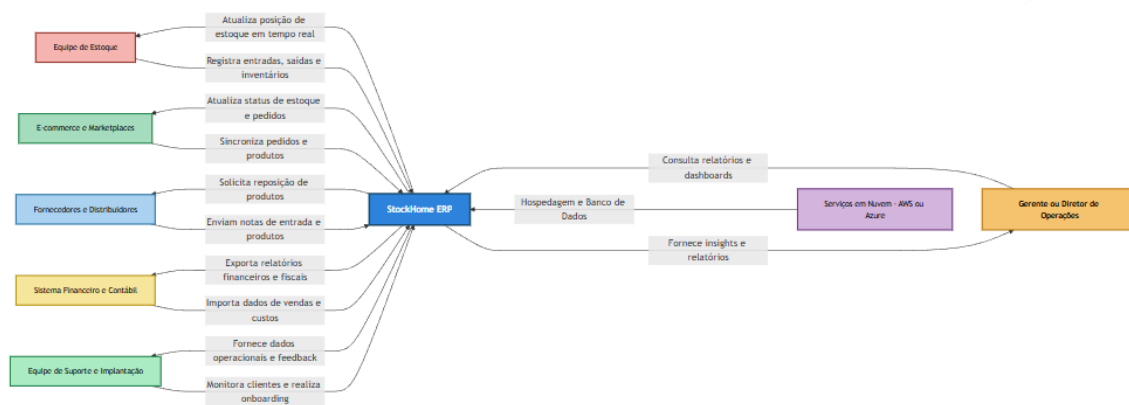 Atualiza posição de
estoque em tempo real
Equipe de Estoque
Registra entradas, saídas e
inventários
Atualiza status de estoque
e pedidos
E-commerce e Marketplaces
Sincroniza pedidos e
produtos
Solicita reposição de
produtos
Fornecedores e Distribuidores
Enviam notas de entrada e
produtos
Exporta relatórios
financeiros e fiscais
Sistema Financeiro e Contábil
Importa dados de vendas e
custos
Fornece dados
operacionais e feedback
Equipe de Suporte e Implantação
Monitora clientes e realiza
onboarding
StockHome ERP
Consulta relatórios e
dashboards
Hospedagem e Banco de
Dados
Fornece insights e
relatórios
Serviços em Nuvem - AWS ou
Azure
Gerente ou Diretor de
Operações